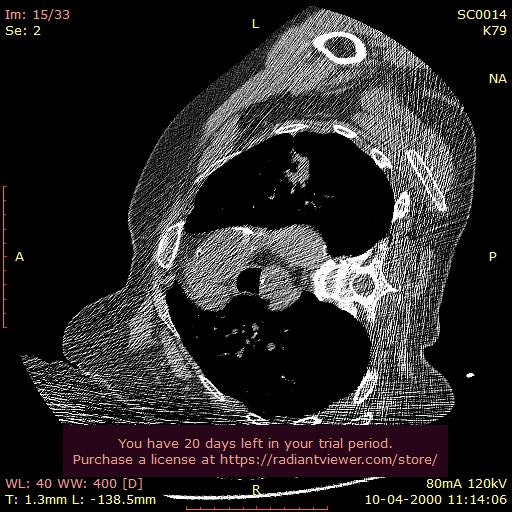 Im: 15/33
Se: 2
L
SC0014
K79
NA
A
P
You have 20 days left in your trial period.
Purchase a license at https://radiantviewer.com/store/
WL: 40 WW: 400 [D]
T: 1.3mm L: -138.5mm
R
80mA 120kV
10-04-2000 11:14:06